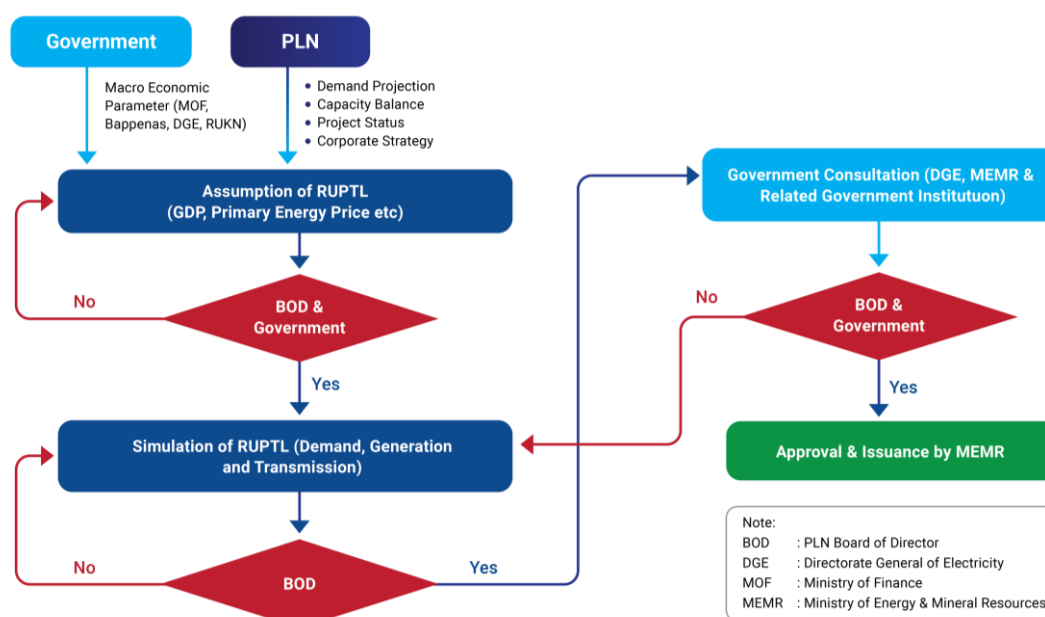 Government
PLN
Macro Economic
Parameter (MOF,
Bappenas, DGE, RUKN)
• Demand Projection
• Capacity Balance
• Project Status
• Corporate Strategy
Assumption of RUPTL
(GDP, Primary Energy Price etc)
No
BOD &
Government
Yes
Simulation of RUPTL (Demand, Generation
and Transmission)
No
BOD
Yes
Government Consultation (DGE, MEMR &
Related Government Institutuon)
No
BOD &
Government
Yes
Approval & Issuance by MEMR
Note:
BOD : PLN Board of Director
DGE : Directorate General of Electricity
MOF : Ministry of Finance
MEMR : Ministry of Energy & Mineral Resources